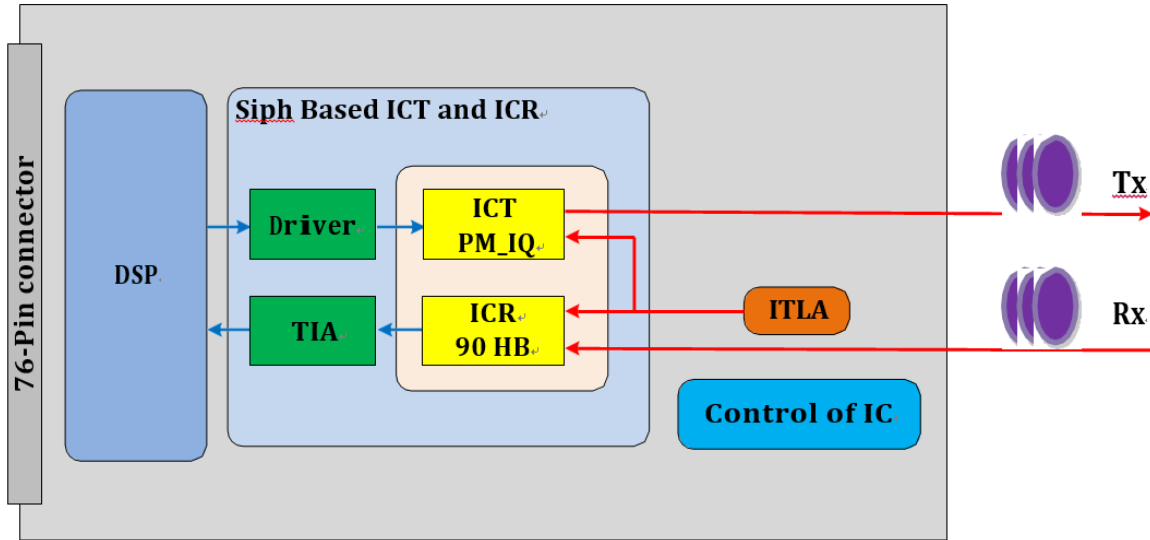 76-Pin connector
DSP
Siph Based ICT and ICR
Driver
TIA
ICT
PM_IQ
ICR
90 HB
ITLA
Control of IC
Tx
Rx